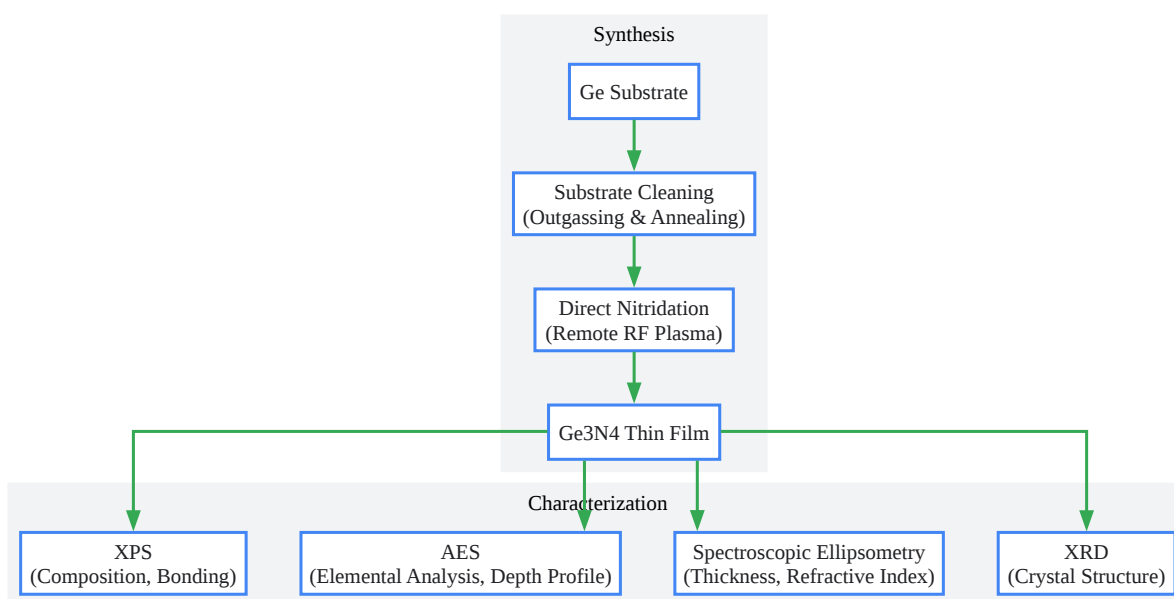 Synthesis
Ge Substrate
Substrate Cleaning
(Outgassing & Annealing)
Direct Nitridation
(Remote RF Plasma)
Ge3N4 Thin Film
Characterization
XPS
(Composition, Bonding)
AES
(Elemental Analysis, Depth Profile)
Spectroscopic Ellipsometry
(Thickness, Refractive Index)
XRD
(Crystal Structure)